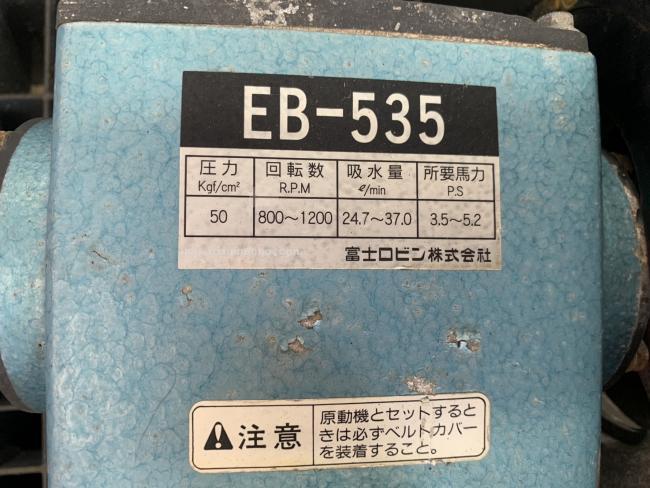 EB-535
圧力 回転数 吸水量 所要馬力
Kgf/cm² R.P.M ℓ/min P.S
50 800～1200 24.7～37.0 3.5～5.2
富士ロビン株式会社
注意
原動機とセットすると
きは必ずベルトカバー
を装着すること。